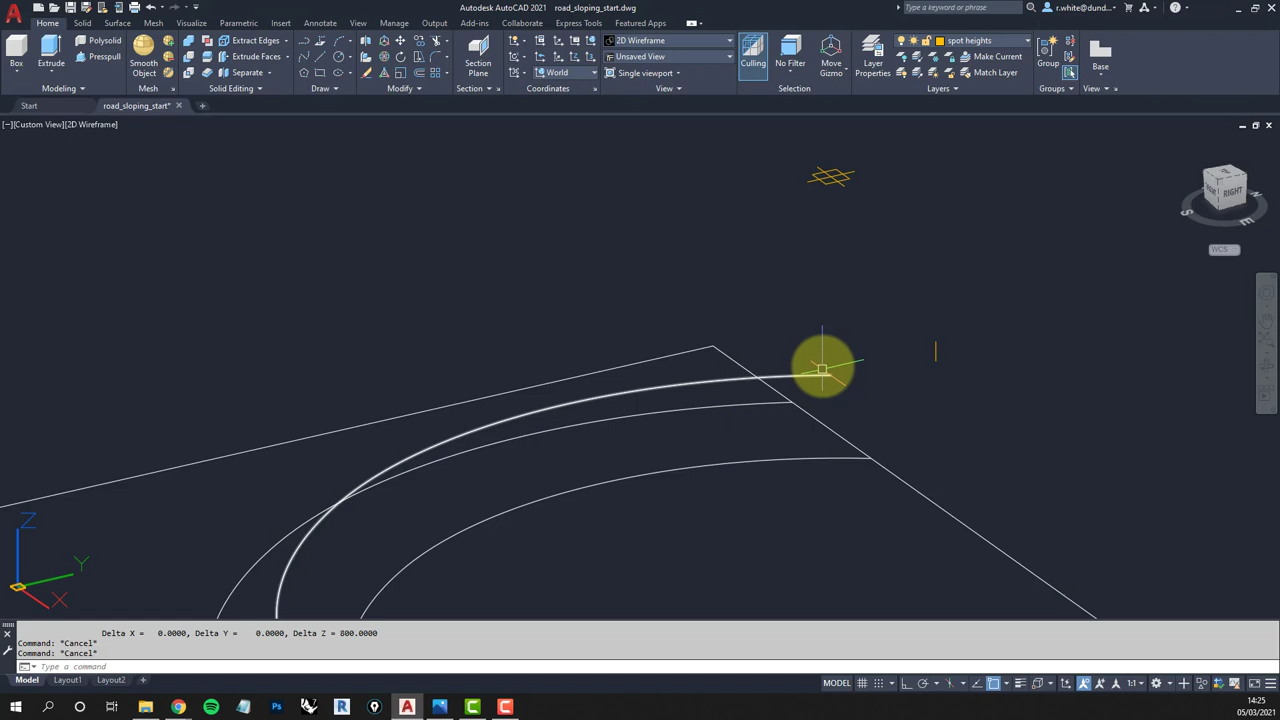 Autodesk AutoCAD 2021 road_sloping_start.dwg
Type a keyword or phrase
r.white@dund...
Home Solid Surface Mesh Visualize Parametric Insert Annotate View Manage Output Add-ins Collaborate Express Tools Featured Apps
Box
Extrude
Polysolid
Presspull
Modeling
Smooth Object
Mesh
Extract Edges
Extrude Faces
Separate
Solid Editing
Draw
Modify
Section Plane
Section
World
Coordinates
2D Wireframe
Unsaved View
Single viewport
View
Culling
No Filter
Move Gizmo
Selection
Layer Properties
spot heights
Make Current
Match Layer
Layers
Group
Groups
Base
View
Start road_sloping_start*
[−][Custom View][2D Wireframe]
RIGHT
S
E
N
WCS
Z
Y
X
Delta X = 0.0000, Delta Y = 0.0000, Delta Z = 800.0000
Command: *Cancel*
Command: *Cancel*
Type a command
Model Layout1 Layout2
MODEL
1:1
14:25
05/03/2021